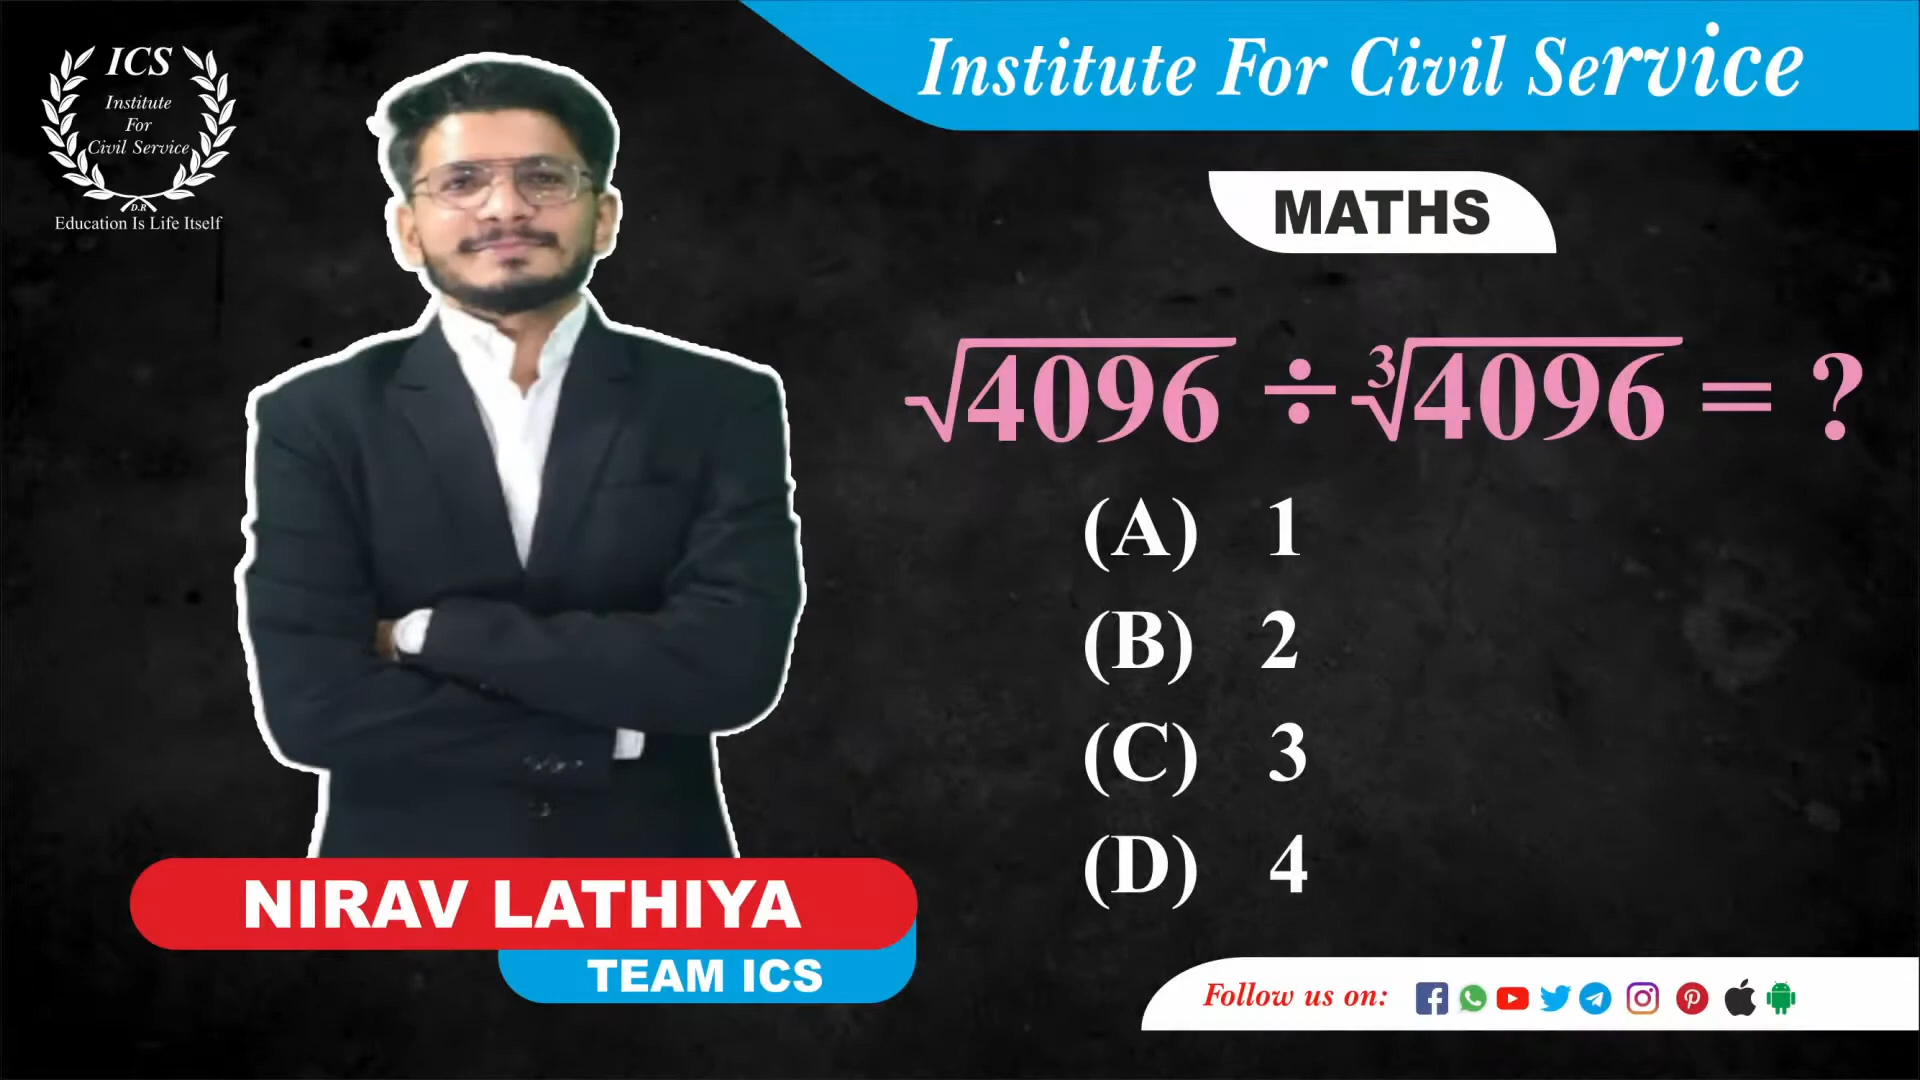 ICS
Institute
For
Civil Service
D.R
Education Is Life Itself
Institute For Civil Service
MATHS
√4096 ÷ ∛4096 = ?
(A) 1
(B) 2
(C) 3
(D) 4
NIRAV LATHIYA
TEAM ICS
Follow us on: